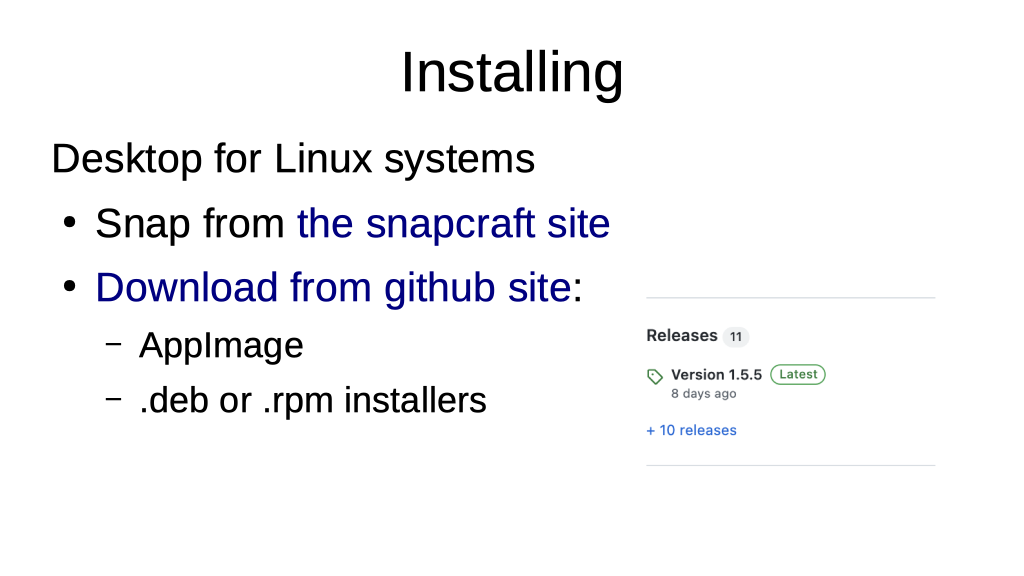 Installing
Desktop for Linux systems
• Snap from the snapcraft site
• Download from github site:
– AppImage
– .deb or .rpm installers
Releases 11
Version 1.5.5 Latest
8 days ago
+ 10 releases